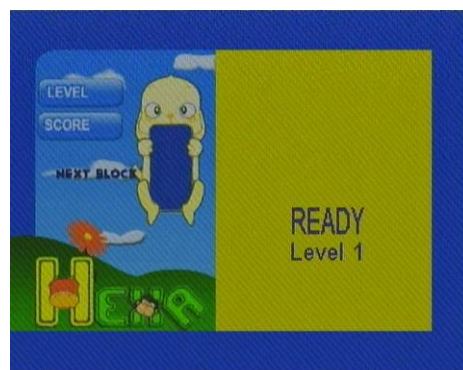 LEVEL
SCORE
NEXT BLOCK
HEXA
READY
Level 1